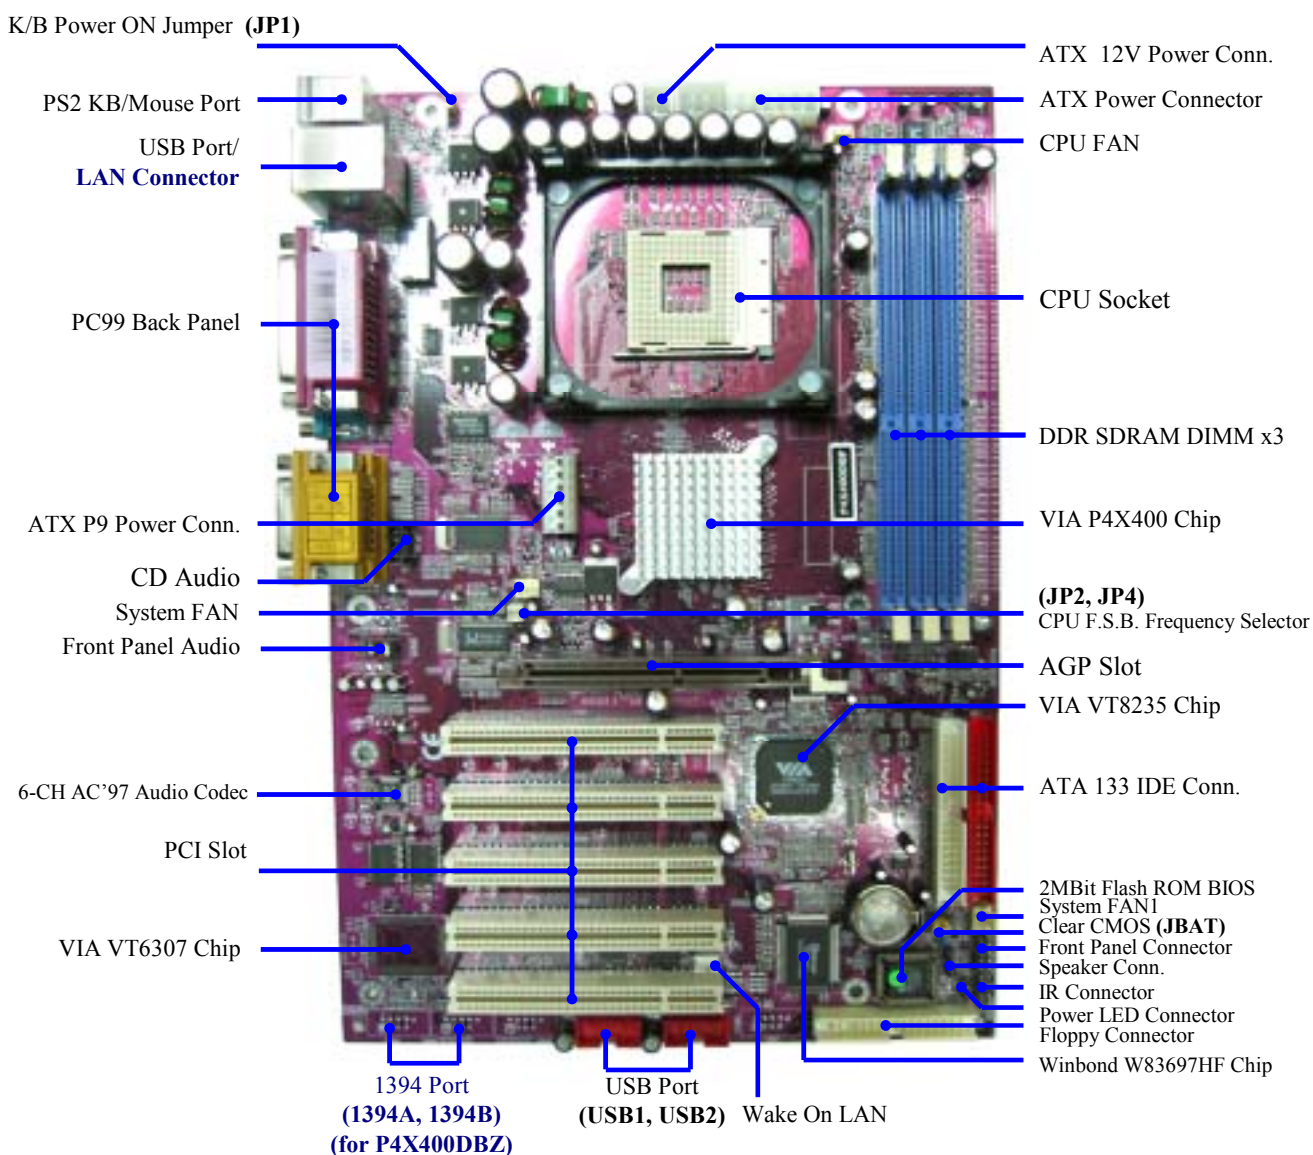 K/B Power ON Jumper (JP1)
PS2 KB/Mouse Port
USB Port/
LAN Connector
PC99 Back Panel
ATX P9 Power Conn.
CD Audio
System FAN
Front Panel Audio
6-CH AC’97 Audio Codec
PCI Slot
VIA VT6307 Chip
1394 Port
(1394A, 1394B)
(for P4X400DBZ)
USB Port
(USB1, USB2)
Wake On LAN
ATX 12V Power Conn.
ATX Power Connector
CPU FAN
CPU Socket
DDR SDRAM DIMM x3
VIA P4X400 Chip
(JP2, JP4)
CPU F.S.B. Frequency Selector
AGP Slot
VIA VT8235 Chip
ATA 133 IDE Conn.
2MBit Flash ROM BIOS
System FAN1
Clear CMOS (JBAT)
Front Panel Connector
Speaker Conn.
IR Connector
Power LED Connector
Floppy Connector
Winbond W83697HF Chip
VIA